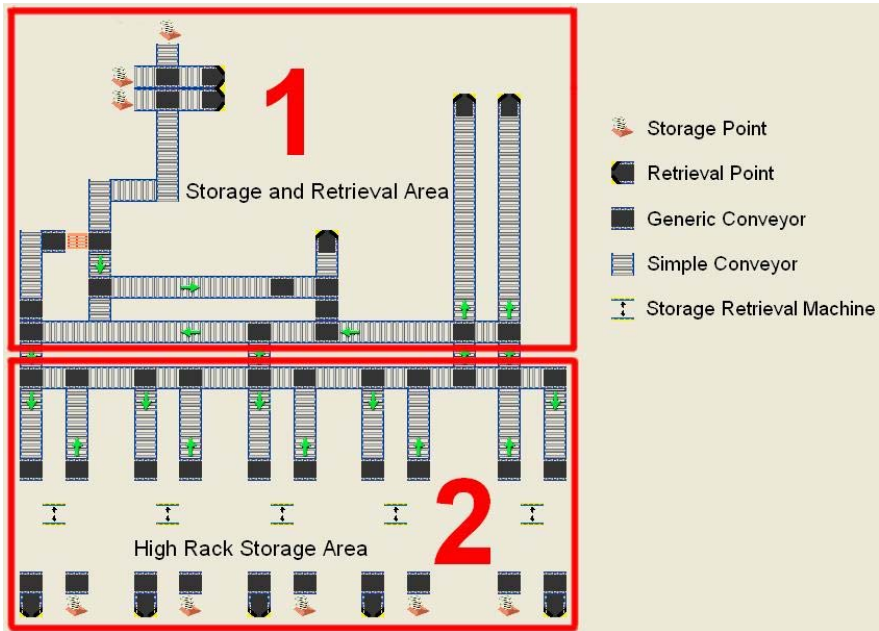 1
Storage and Retrieval Area
2
High Rack Storage Area
Storage Point
Retrieval Point
Generic Conveyor
Simple Conveyor
Storage Retrieval Machine